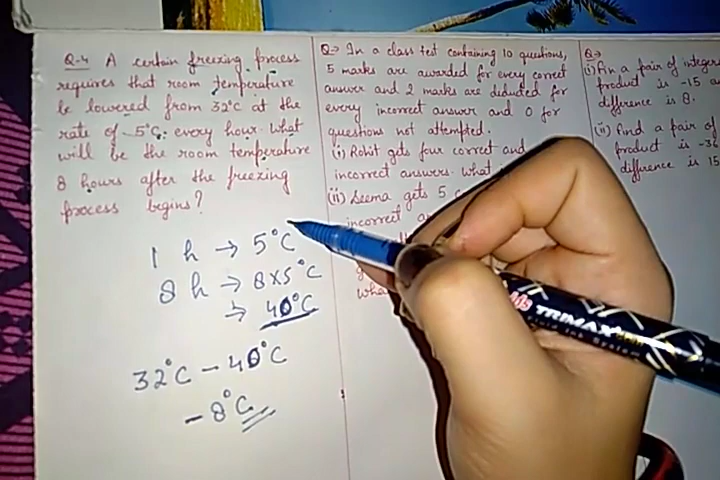 Q-4 A certain freezing process
requires that room temperature
be lowered from 32°C at the
rate of 5°C every hour. What
will be the room temperature
8 hours after the freezing
process begins?
1 h → 5°C
8 h → 8×5°C
→ 40°C
32°C - 40°C
- 8°C
Q→ In a class test containing 10 questions,
5 marks are awarded for every correct
answer and 2 marks are deducted for
every incorrect answer and 0 for
questions not attempted.
(i) Rohit gets four correct and
incorrect answers. what
(ii) Seema gets 5
incorrect
Q→
(i) Fin a pair of integers
product is -15
difference is 8.
(ii) Find a pair of
product is -36
difference is 15
TRIMAX